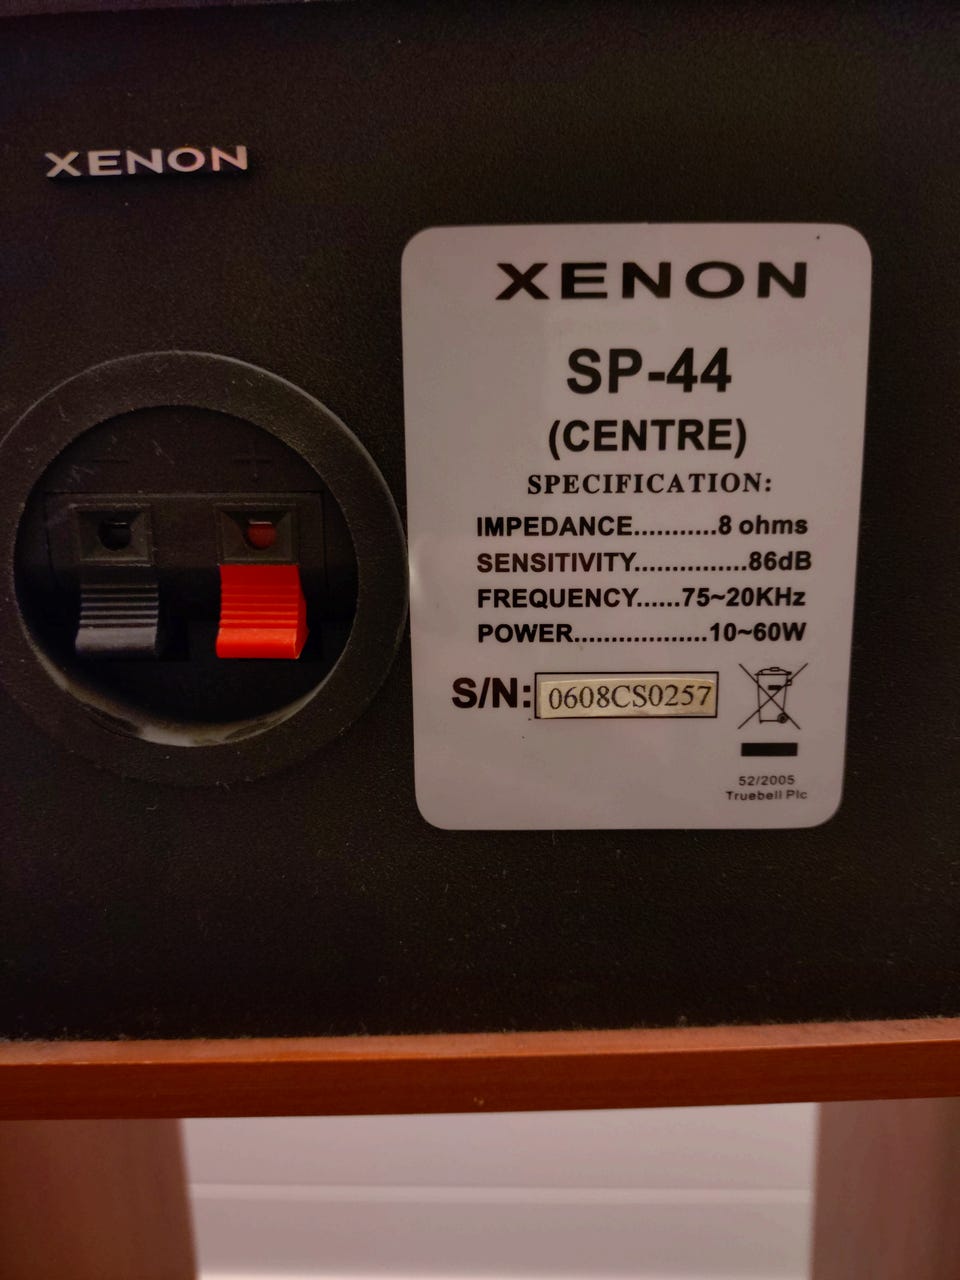 XENON
XENON
SP-44
(CENTRE)
SPECIFICATION:
IMPEDANCE...........8 ohms
SENSITIVITY...............86dB
FREQUENCY......75~20KHz
POWER..................10~60W
S/N: 0608CS0257
52/2005
Truebell Plc
- +